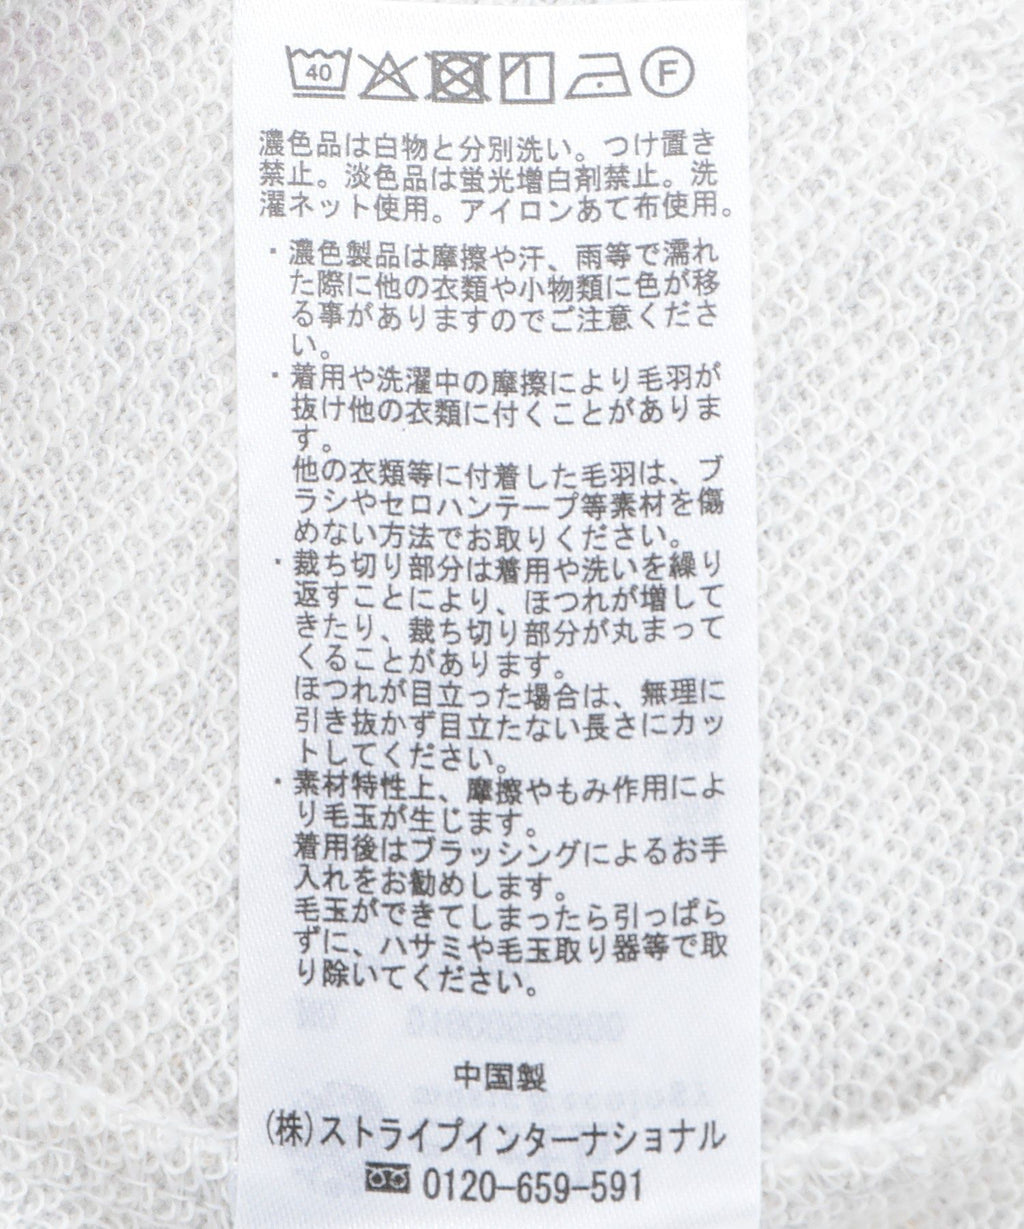 40 F
濃色品は白物と分別洗い。つけ置き
禁止。淡色品は蛍光増白剤禁止。洗
濯ネット使用。アイロンあて布使用。
・濃色製品は摩擦や汗、雨等で濡れ
た際に他の衣類や小物類に色が移
る事がありますのでご注意くださ
い。
・着用や洗濯中の摩擦により毛羽が
抜け他の衣類に付くことがありま
す。
他の衣類等に付着した毛羽は、ブ
ラシやセロハンテープ等素材を傷
めない方法でお取りください。
・裁ち切り部分は着用や洗いを繰り
返すことにより、ほつれが増して
きたり、裁ち切り部分が丸まって
くることがあります。
ほつれが目立った場合は、無理に
引き抜かず目立たない長さにカッ
トしてください。
・素材特性上、摩擦やもみ作用によ
り毛玉が生じます。
着用後はブラッシングによるお手
入れをお勧めします。
毛玉ができてしまったら引っぱら
ずに、ハサミや毛玉取り器等で取
り除いてください。
中国製
(株)ストライプインターナショナル
0120-659-591